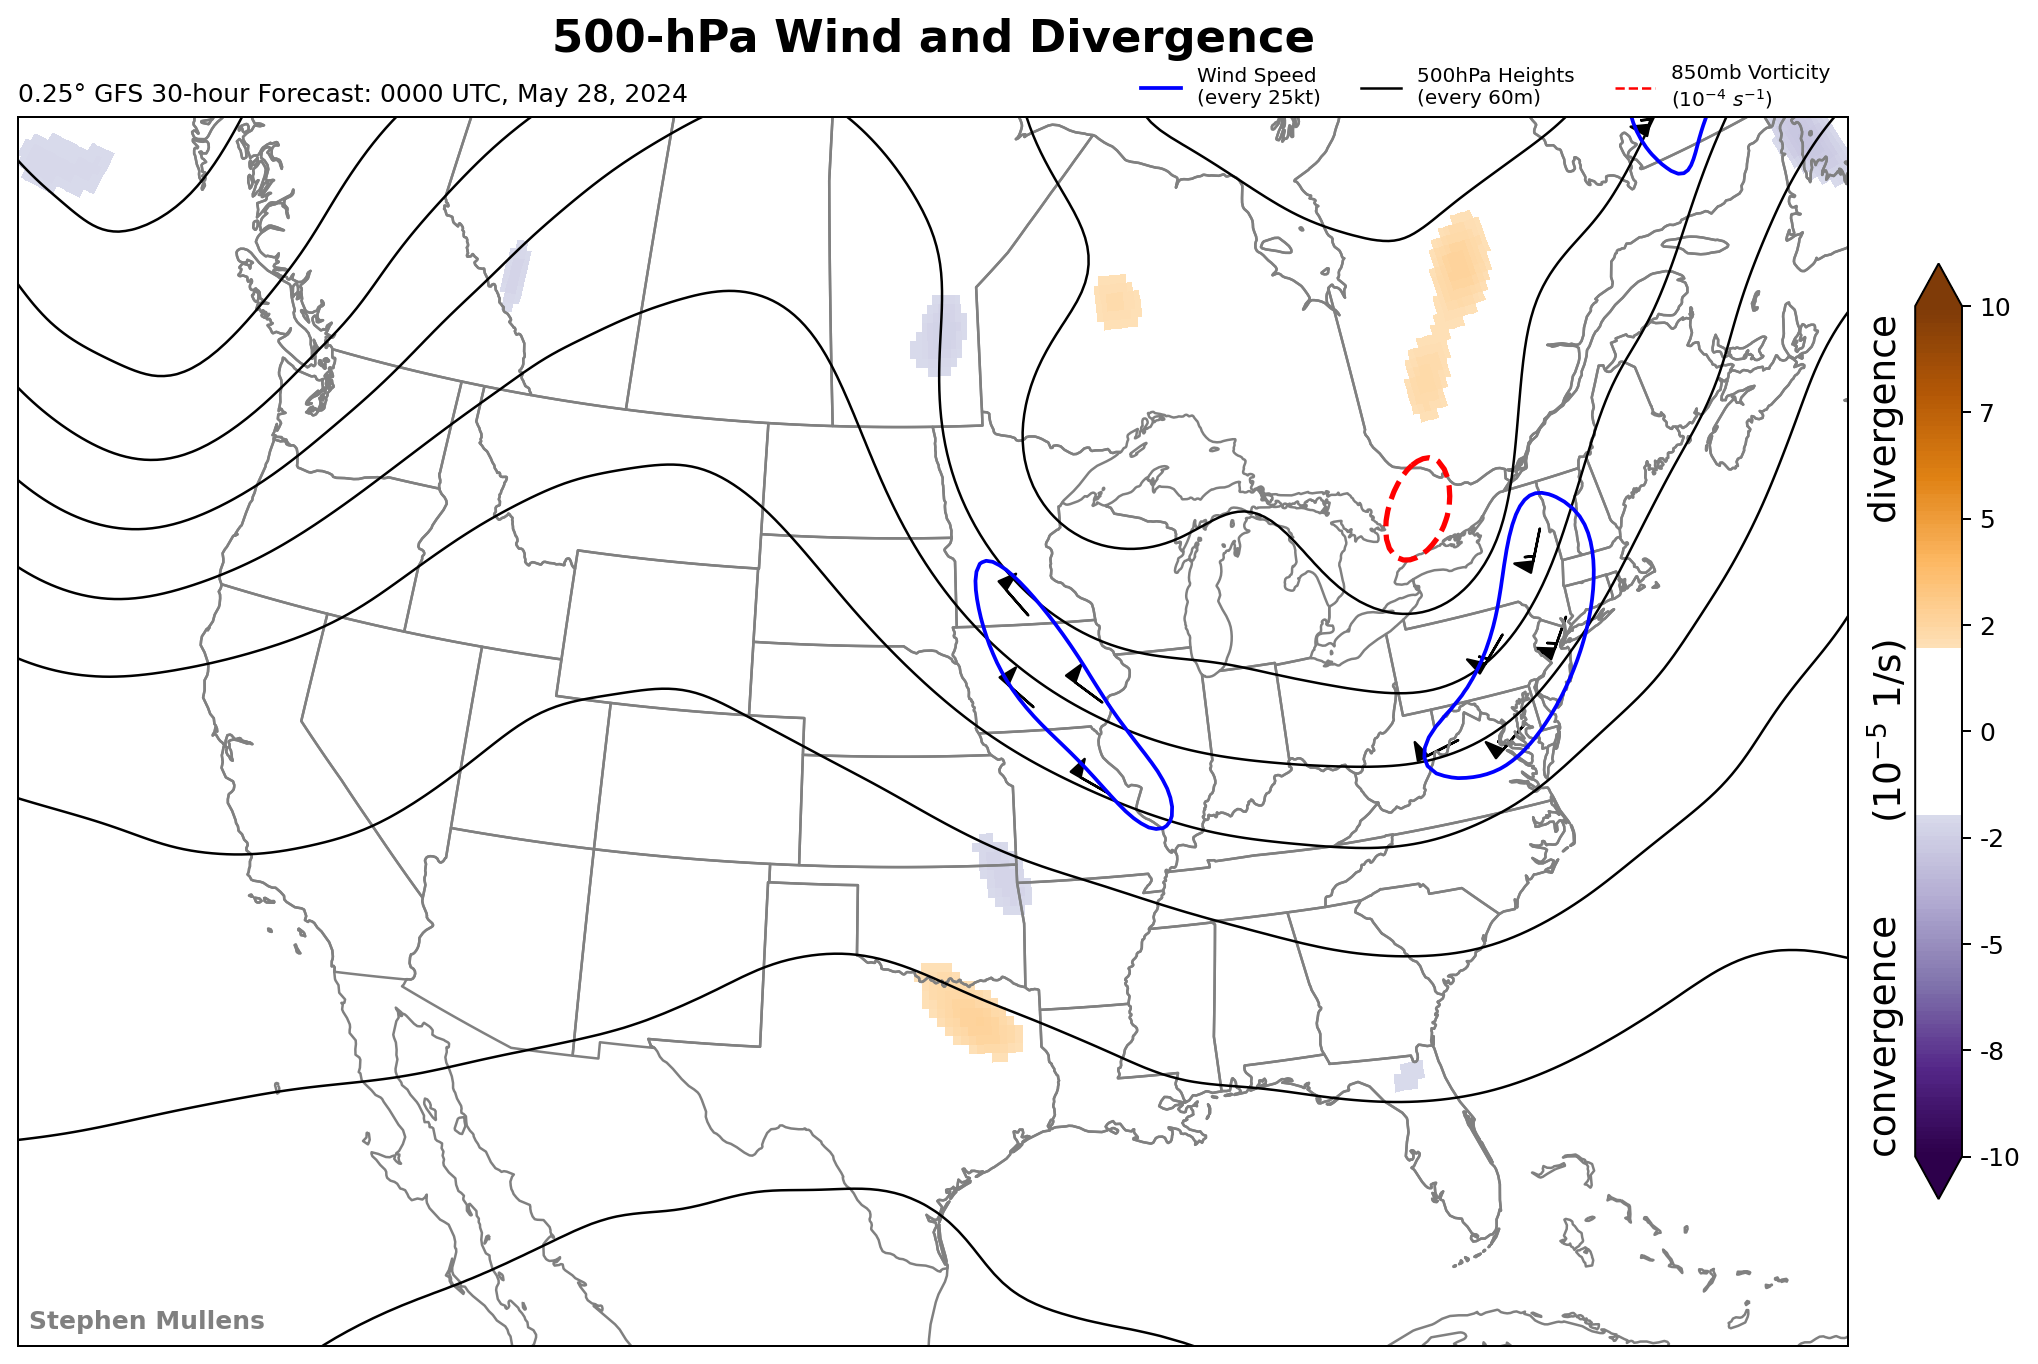 500-hPa Wind and Divergence
0.25° GFS 30-hour Forecast: 0000 UTC, May 28, 2024
Wind Speed
(every 25kt)
500hPa Heights
(every 60m)
850mb Vorticity
(10⁻⁴ s⁻¹)
10
7
5
2
0
-2
-5
-8
-10
convergence (10⁻⁵ 1/s) divergence
Stephen Mullens